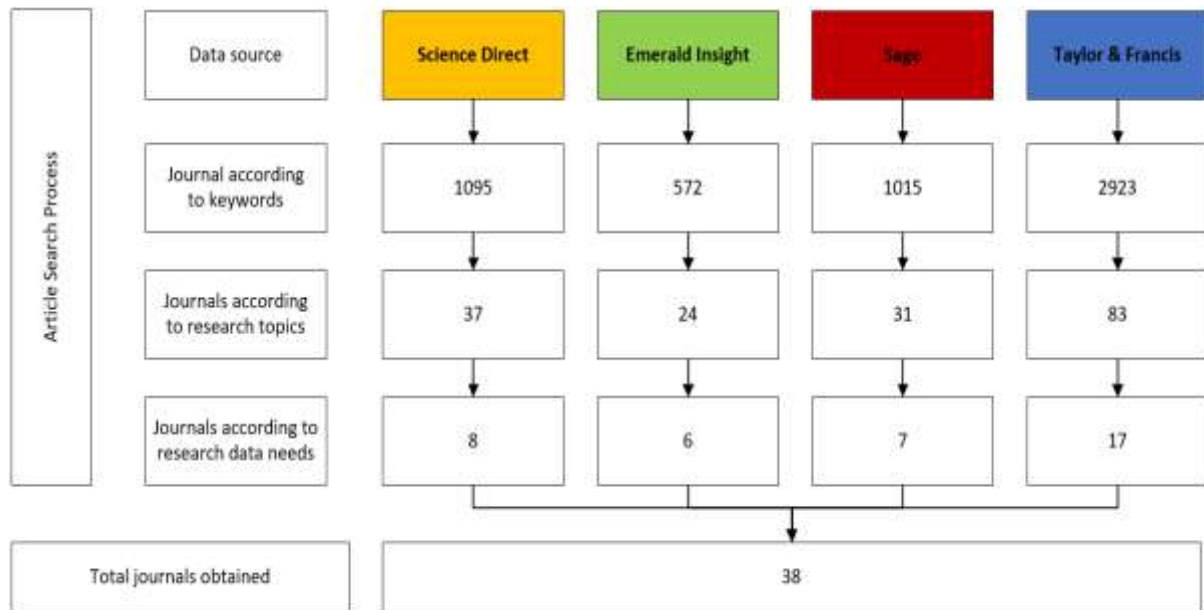 Article Search Process
Data source
Science Direct
Emerald Insight
Sage
Taylor & Francis
Journal according
to keywords
1095
572
1015
2923
Journals according
to research topics
37
24
31
83
Journals according to
research data needs
8
6
7
17
Total journals obtained
38